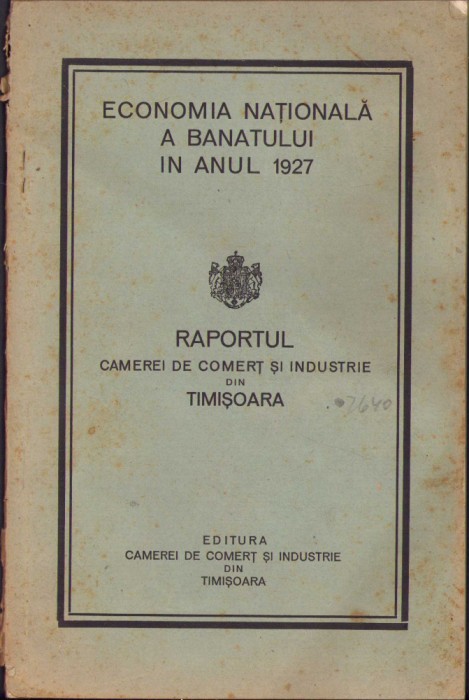 ECONOMIA NAȚIONALĂ
A BANATULUI
IN ANUL 1927
RAPORTUL
CAMEREI DE COMERȚ ȘI INDUSTRIE
DIN
TIMIȘOARA
7640
EDITURA
CAMEREI DE COMERȚ ȘI INDUSTRIE
DIN
TIMIȘOARA